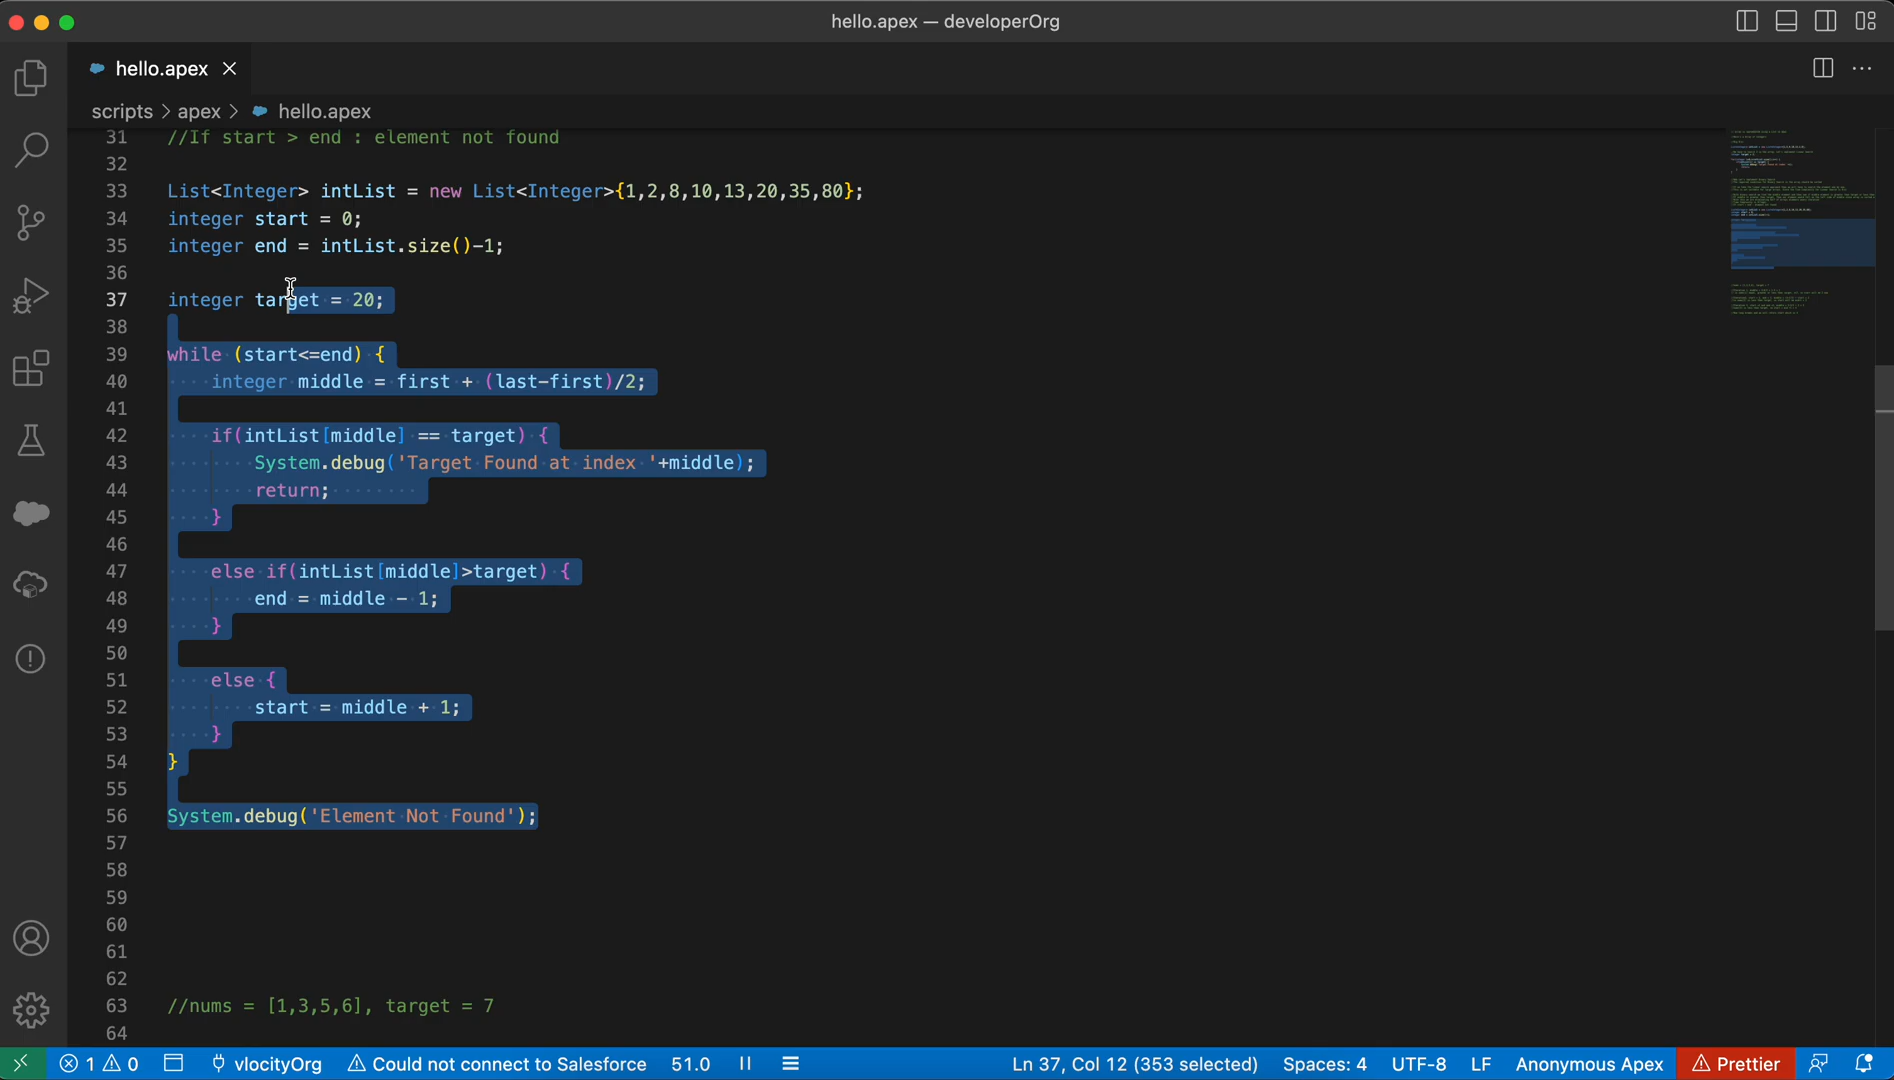 hello.apex — developerOrg
hello.apex
scripts > apex > hello.apex
31 //If start > end : element not found
32
33 List<Integer> intList = new List<Integer>{1,2,8,10,13,20,35,80};
34 integer start = 0;
35 integer end = intList.size()-1;
36
37 integer target = 20;
38
39 while (start<=end) {
40 integer middle = first + (last-first)/2;
41
42 if(intList[middle] == target) {
43 System.debug('Target Found at index '+middle);
44 return;
45 }
46
47 else if(intList[middle]>target) {
48 end = middle - 1;
49 }
50
51 else {
52 start = middle + 1;
53 }
54 }
55
56 System.debug('Element Not Found');
57
58
59
60
61
62
63 //nums = [1,3,5,6], target = 7
64
1 0 vlocityOrg Could not connect to Salesforce 51.0 Ln 37, Col 12 (353 selected) Spaces: 4 UTF-8 LF Anonymous Apex Prettier